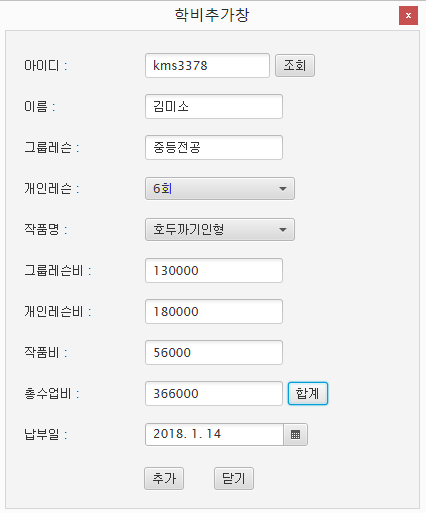 학비추가창
x
아이디 : kms3378 조회
이름 : 김미소
그룹레슨 : 중등전공
개인레슨 : 6회
작품명 : 호두까기인형
그룹레슨비 : 130000
개인레슨비 : 180000
작품비 : 56000
총수업비 : 366000 합계
납부일 : 2018. 1. 14
추가 닫기